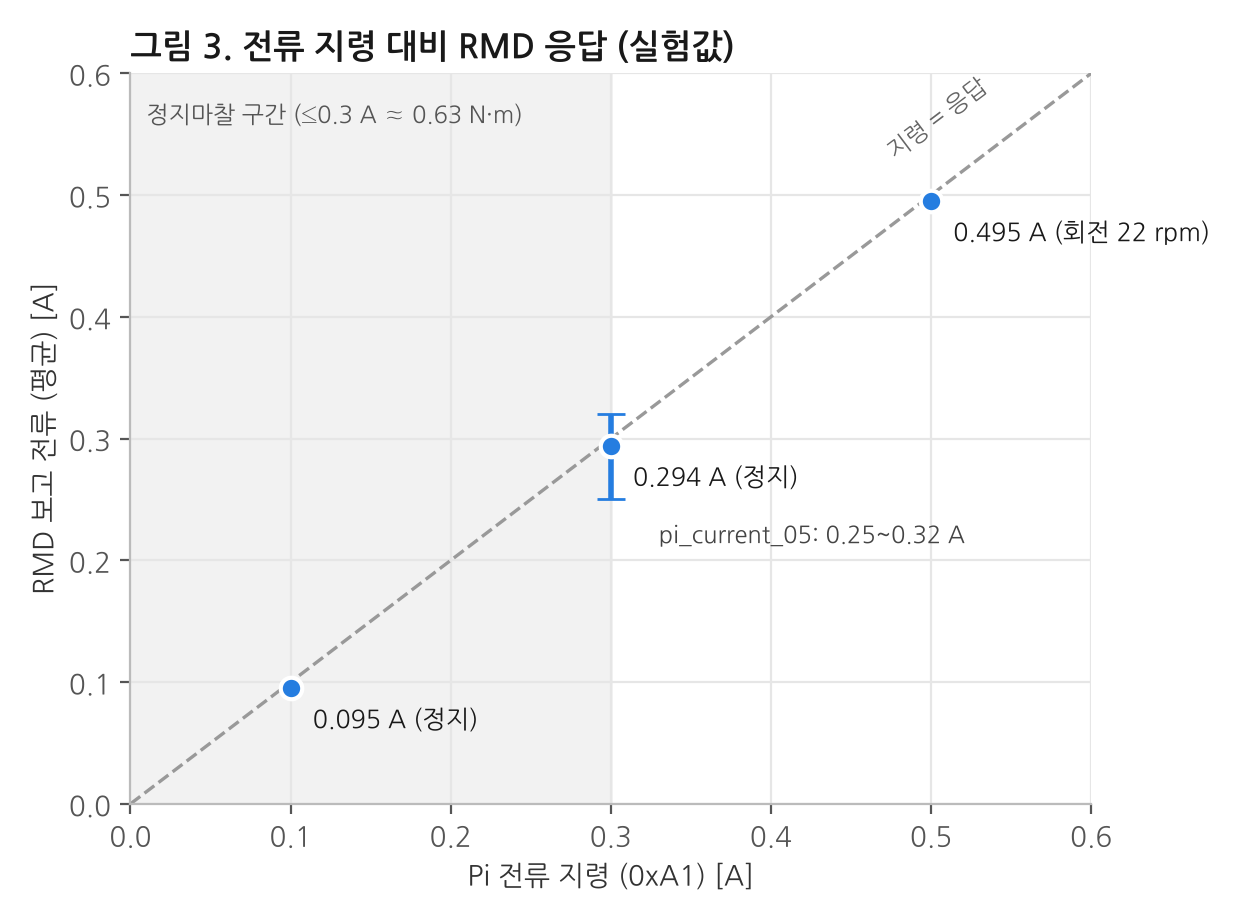 그림 3. 전류 지령 대비 RMD 응답 (실험값)
0.6
정지마찰 구간 (≤0.3 A ≈ 0.63 N·m)
지령 = 응답
0.5
0.495 A (회전 22 rpm)
0.4
RMD 보고 전류 (평균) [A]
0.3
0.294 A (정지)
pi_current_05: 0.25~0.32 A
0.2
0.1
0.095 A (정지)
0.0
0.0 0.1 0.2 0.3 0.4 0.5 0.6
Pi 전류 지령 (0xA1) [A]